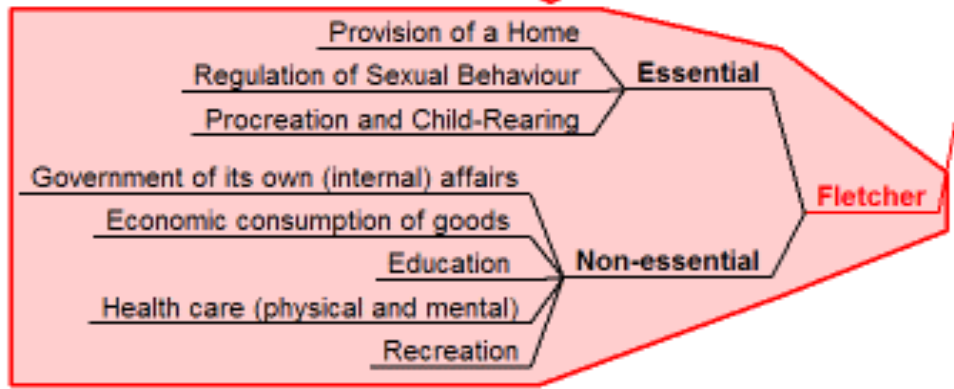 Provision of a Home
Regulation of Sexual Behaviour
Essential
Procreation and Child-Rearing
Government of its own (internal) affairs
Fletcher
Economic consumption of goods
Education
Non-essential
Health care (physical and mental)
Recreation